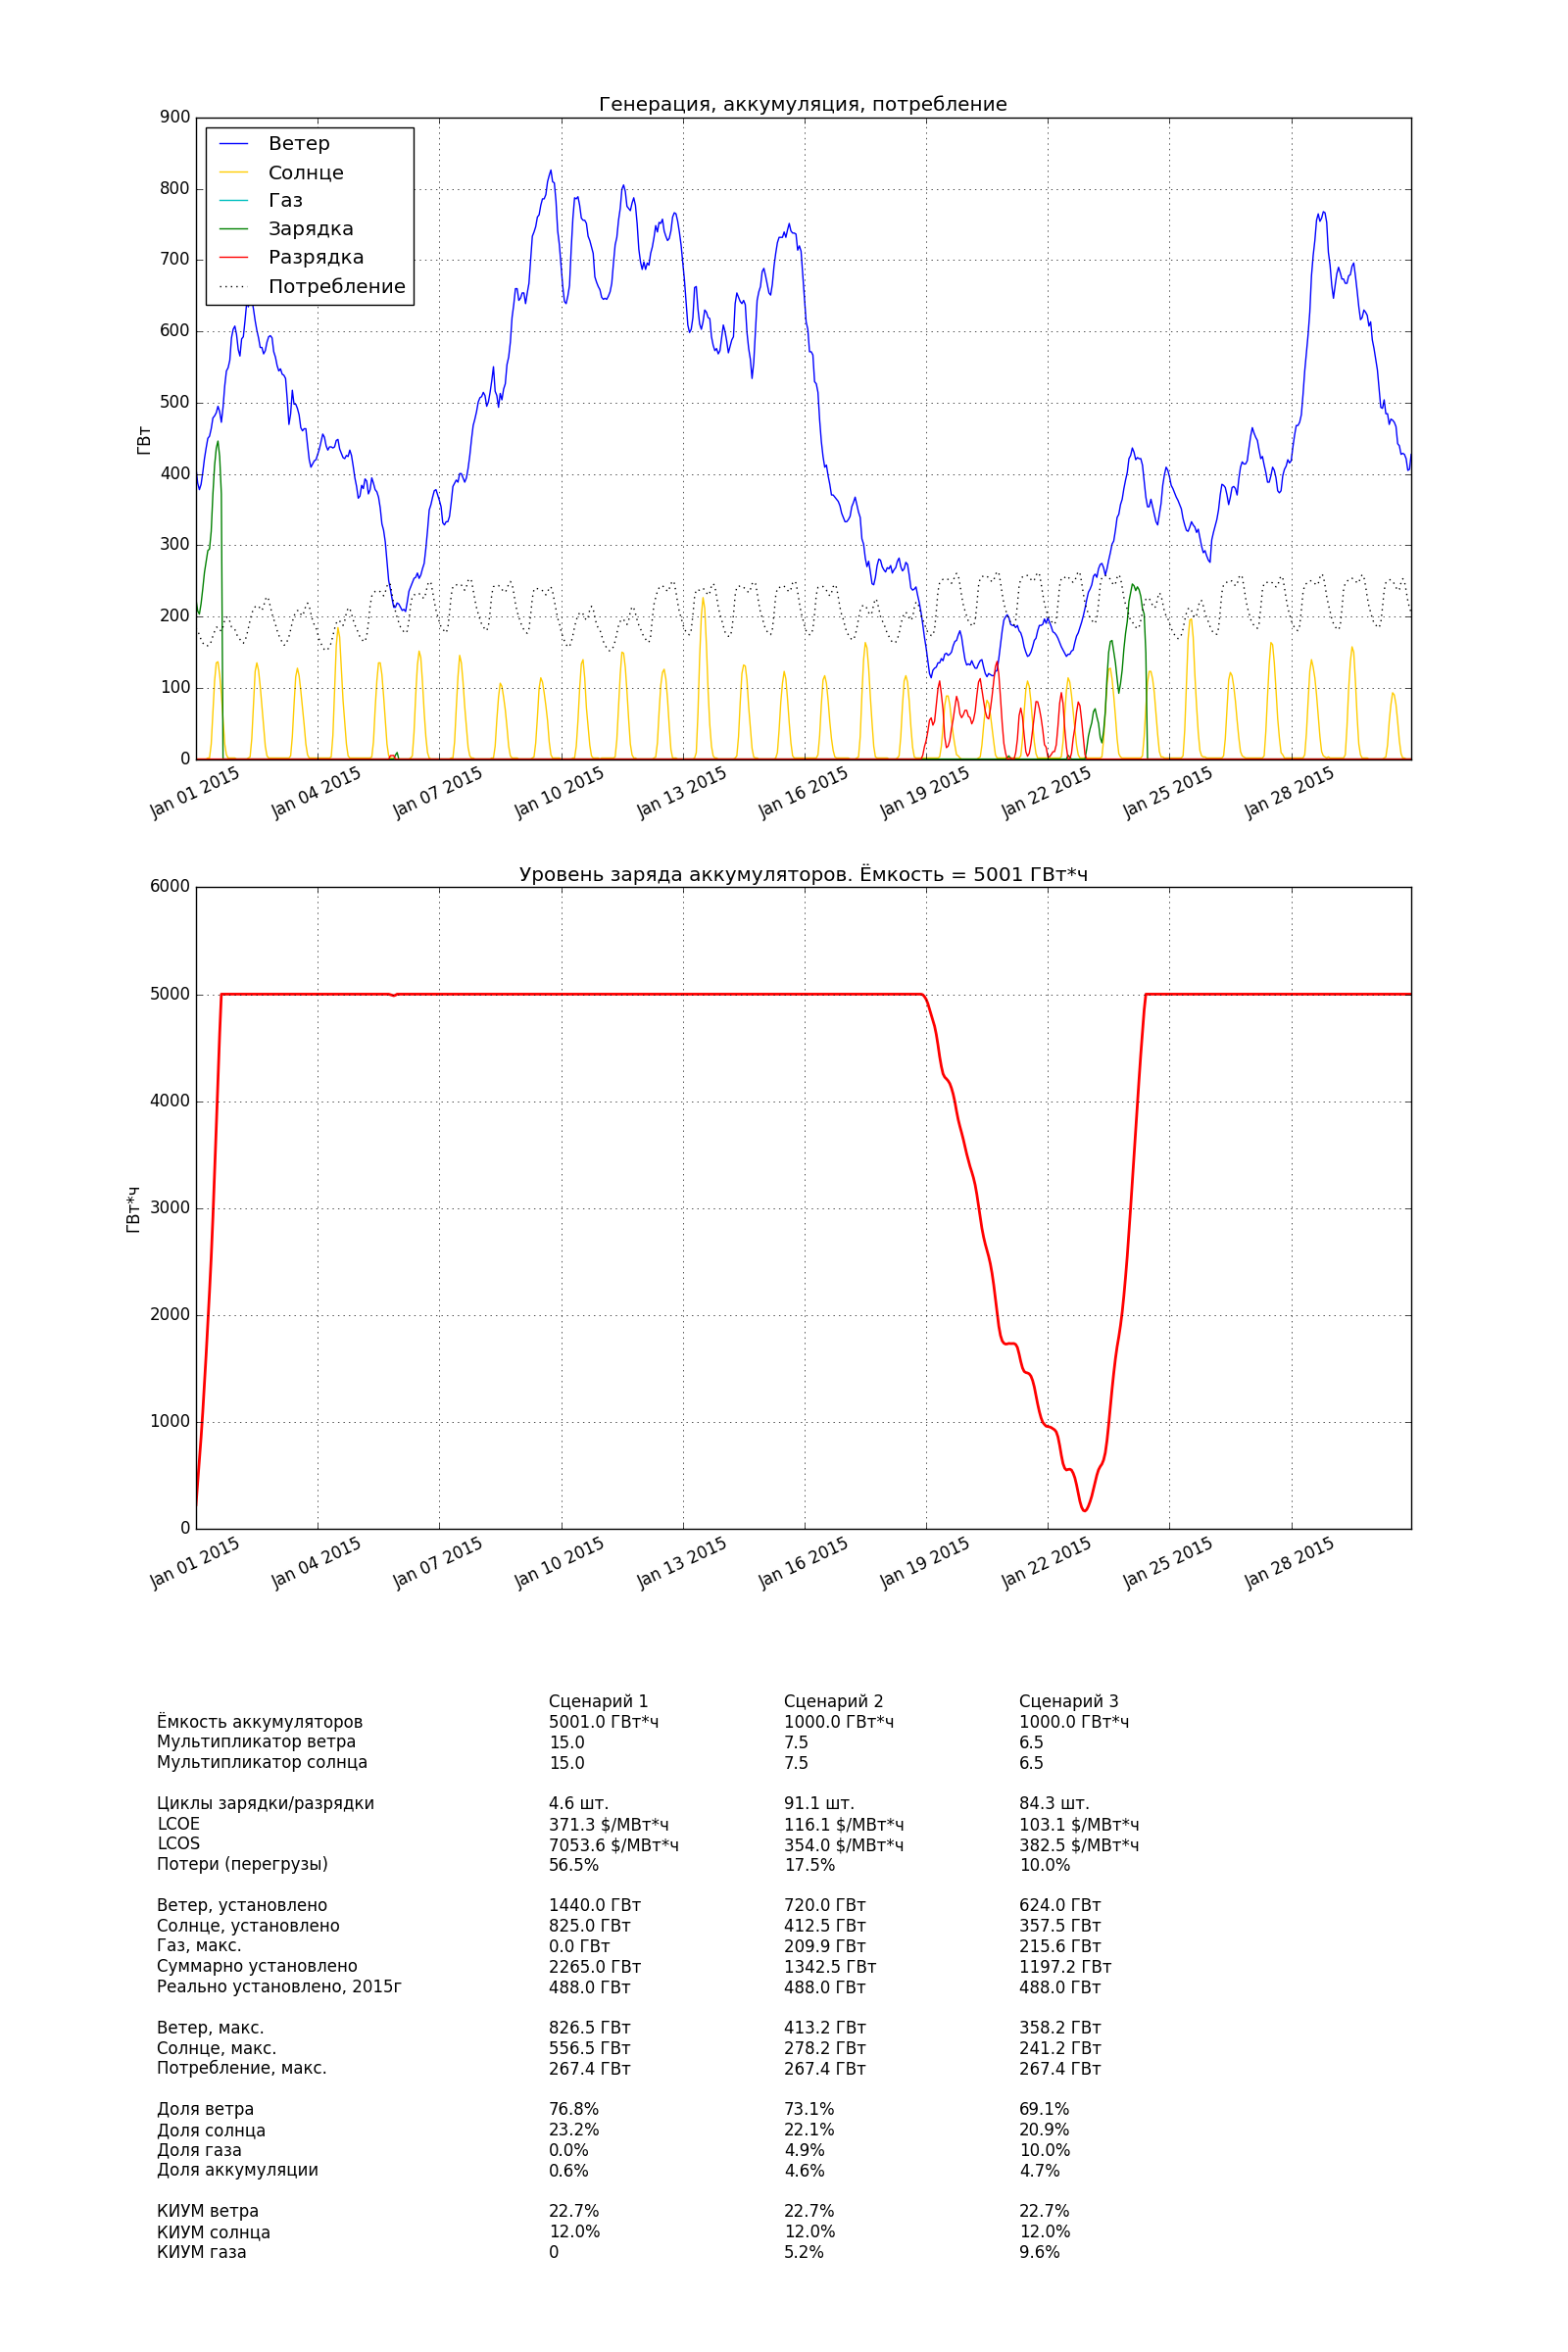 Генерация, аккумуляция, потребление
900
800
700
600
500
400
300
200
100
0
ГВт
Ветер
Солнце
Газ
Зарядка
Разрядка
Потребление
Jan 01 2015
Jan 04 2015
Jan 07 2015
Jan 10 2015
Jan 13 2015
Jan 16 2015
Jan 19 2015
Jan 22 2015
Jan 25 2015
Jan 28 2015
Уровень заряда аккумуляторов. Ёмкость = 5001 ГВт*ч
6000
5000
4000
3000
2000
1000
0
ГВт*ч
Jan 01 2015
Jan 04 2015
Jan 07 2015
Jan 10 2015
Jan 13 2015
Jan 16 2015
Jan 19 2015
Jan 22 2015
Jan 25 2015
Jan 28 2015
Сценарий 1 Сценарий 2 Сценарий 3
Ёмкость аккумуляторов 5001.0 ГВт*ч 1000.0 ГВт*ч 1000.0 ГВт*ч
Мультипликатор ветра 15.0 7.5 6.5
Мультипликатор солнца 15.0 7.5 6.5
Циклы зарядки/разрядки 4.6 шт. 91.1 шт. 84.3 шт.
LCOE 371.3 $/МВт*ч 116.1 $/МВт*ч 103.1 $/МВт*ч
LCOS 7053.6 $/МВт*ч 354.0 $/МВт*ч 382.5 $/МВт*ч
Потери (перегрузы) 56.5% 17.5% 10.0%
Ветер, установлено 1440.0 ГВт 720.0 ГВт 624.0 ГВт
Солнце, установлено 825.0 ГВт 412.5 ГВт 357.5 ГВт
Газ, макс. 0.0 ГВт 209.9 ГВт 215.6 ГВт
Суммарно установлено 2265.0 ГВт 1342.5 ГВт 1197.2 ГВт
Реально установлено, 2015г 488.0 ГВт 488.0 ГВт 488.0 ГВт
Ветер, макс. 826.5 ГВт 413.2 ГВт 358.2 ГВт
Солнце, макс. 556.5 ГВт 278.2 ГВт 241.2 ГВт
Потребление, макс. 267.4 ГВт 267.4 ГВт 267.4 ГВт
Доля ветра 76.8% 73.1% 69.1%
Доля солнца 23.2% 22.1% 20.9%
Доля газа 0.0% 4.9% 10.0%
Доля аккумуляции 0.6% 4.6% 4.7%
КИУМ ветра 22.7% 22.7% 22.7%
КИУМ солнца 12.0% 12.0% 12.0%
КИУМ газа 0 5.2% 9.6%